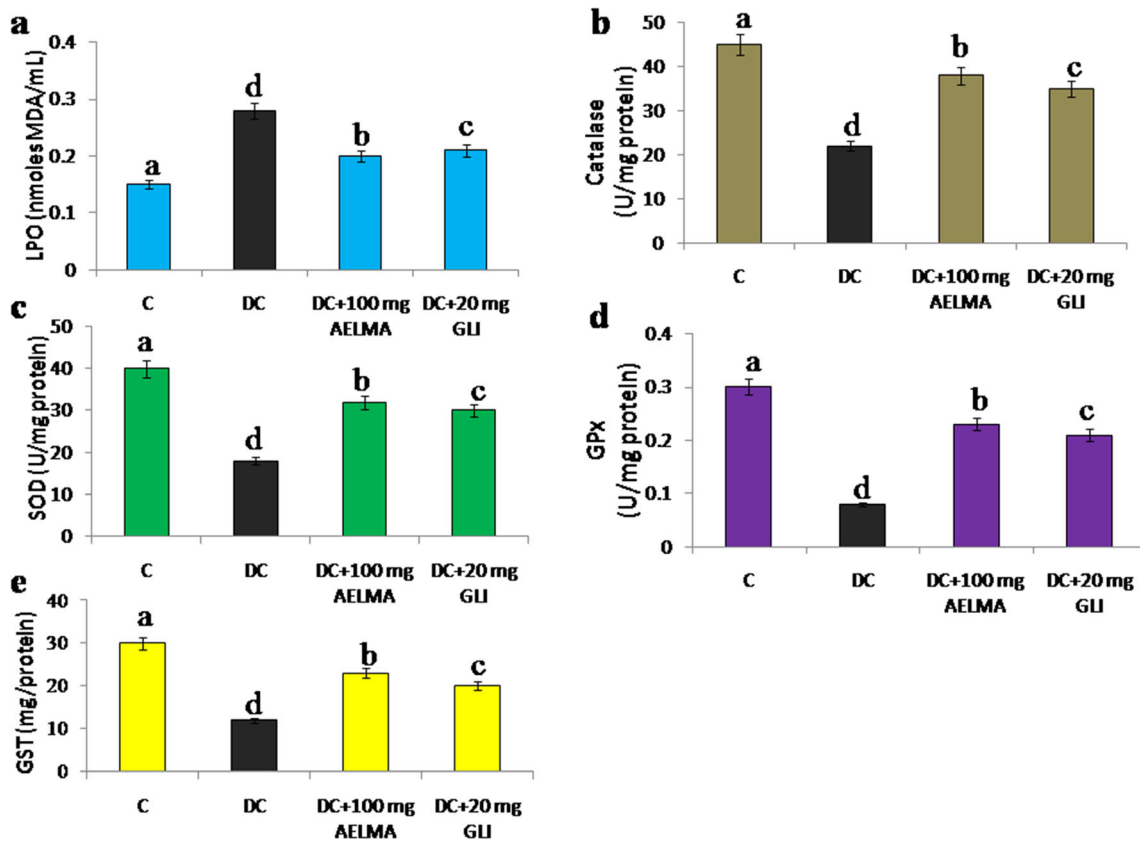 a
LPO (nmoles MDA/mL)
0.4
0.3
0.2
0.1
0
a
d
b
c
C
DC
DC+100 mg
AELMA
DC+20 mg
GLI
b
Catalase
(U/mg protein)
50
40
30
20
10
0
a
d
b
c
C
DC
DC+100 mg
AELMA
DC+20 mg
GLI
c
SOD (U/mg protein)
50
40
30
20
10
0
a
d
b
c
C
DC
DC+100 mg
AELMA
DC+20 mg
GLI
d
GPx
(U/mg protein)
0.4
0.3
0.2
0.1
0
a
d
b
c
C
DC
DC+100 mg
AELMA
DC+20 mg
GLI
e
GST (mg/protein)
40
30
20
10
0
a
d
b
c
C
DC
DC+100 mg
AELMA
DC+20 mg
GLI